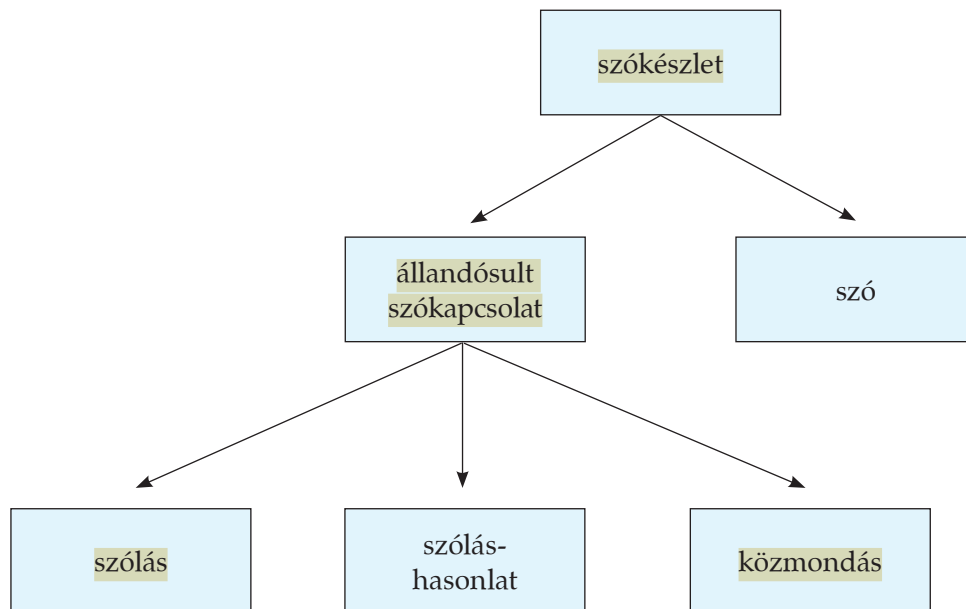 szókészlet
állandósult
szókapcsolat
szó
szólás
szólás-
hasonlat
közmondás